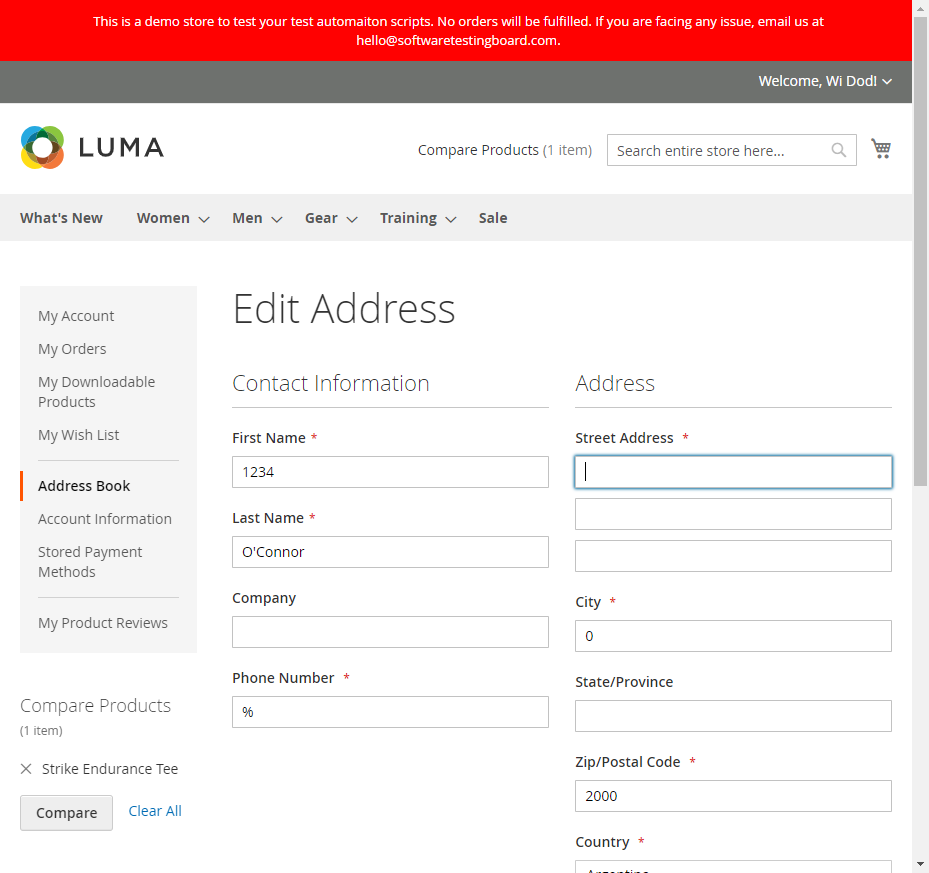 This is a demo store to test your test automaiton scripts. No orders will be fulfilled. If you are facing any issue, email us at
hello@softwaretestingboard.com.
Welcome, Wi Dod!
LUMA
Compare Products (1 item)
Search entire store here...
What's New
Women
Men
Gear
Training
Sale
My Account
My Orders
My Downloadable
Products
My Wish List
Address Book
Account Information
Stored Payment
Methods
My Product Reviews
Compare Products
(1 item)
Strike Endurance Tee
Compare
Clear All
Edit Address
Contact Information
First Name *
1234
Last Name *
O'Connor
Company
Phone Number *
%
Address
Street Address *
City *
0
State/Province
Zip/Postal Code *
2000
Country *
Argentina